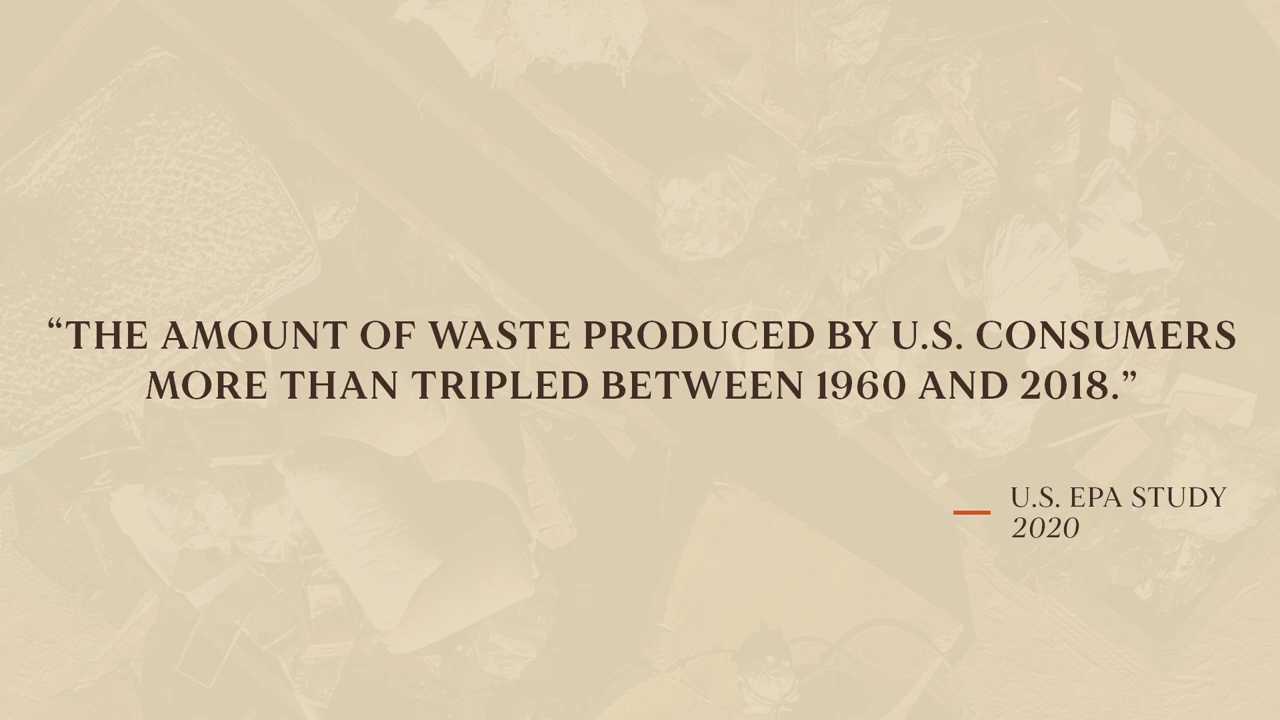 “THE AMOUNT OF WASTE PRODUCED BY U.S. CONSUMERS
MORE THAN TRIPLED BETWEEN 1960 AND 2018.”
U.S. EPA STUDY
2020